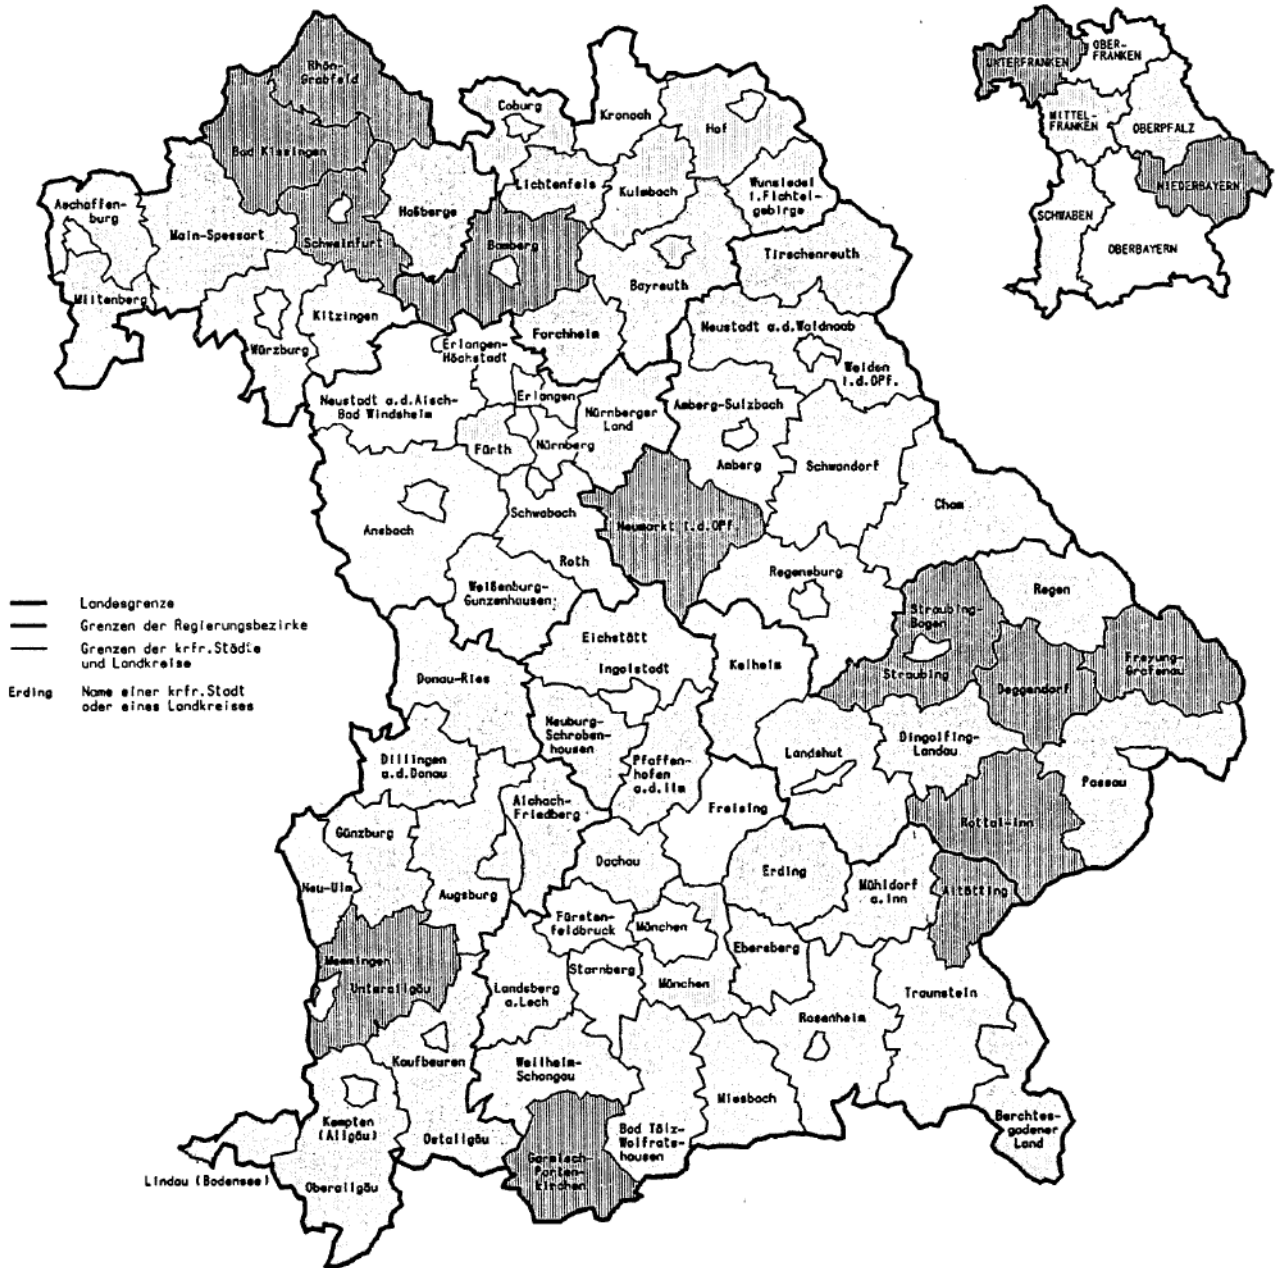 Rhön-
Grabfeld
Bad Kissingen
Coburg
Kronach
Hof
Lichtenfels
Kulmbach
Wunsiedel
i.Fichtel-
gebirge
Aschaffen-
burg
Main-Spessart
Schweinfurt
Haßberge
Bamberg
Bayreuth
Tirschenreuth
Miltenberg
Würzburg
Kitzingen
Erlangen-
Höchstadt
Forchheim
Neustadt a.d.Waldnaab
Weiden
i.d.OPf.
Neustadt a.d.Aisch-
Bad Windsheim
Erlangen
Nürnberger
Land
Amberg-Sulzbach
Fürth
Nürnberg
Amberg
Schwandorf
Cham
Ansbach
Schwabach
Neumarkt i.d.OPf.
Roth
Regensburg
Weißenburg-
Gunzenhausen
Straubing-
Bogen
Regen
Eichstätt
Ingolstadt
Kelheim
Straubing
Deggendorf
Freyung-
Grafenau
Donau-Ries
Neuburg-
Schroben-
hausen
Dingolfing-
Landau
Dillingen
a.d.Donau
Pfaffen-
hofen
a.d.Ilm
Landshut
Passau
Aichach-
Friedberg
Freising
Rottal-Inn
Günzburg
Dachau
Erding
Mühldorf
a.Inn
Altötting
Neu-Ulm
Augsburg
Fürsten-
feldbruck
München
Ebersberg
Memmingen
Unterallgäu
Landsberg
a.Lech
Starnberg
München
Traunstein
Rosenheim
Kaufbeuren
Weilheim-
Schongau
Miesbach
Kempten
(Allgäu)
Ostallgäu
Garmisch-
Parten-
kirchen
Bad Tölz-
Wolfrats-
hausen
Berchtes-
gadener
Land
Lindau (Bodensee)
Oberallgäu
UNTERFRANKEN
OBER-
FRANKEN
MITTEL-
FRANKEN
OBERPFALZ
NIEDERBAYERN
SCHWABEN
OBERBAYERN
Landesgrenze
Grenzen der Regierungsbezirke
Grenzen der krfr.Städte
und Landkreise
Erding Name einer krfr.Stadt
oder eines Landkreises